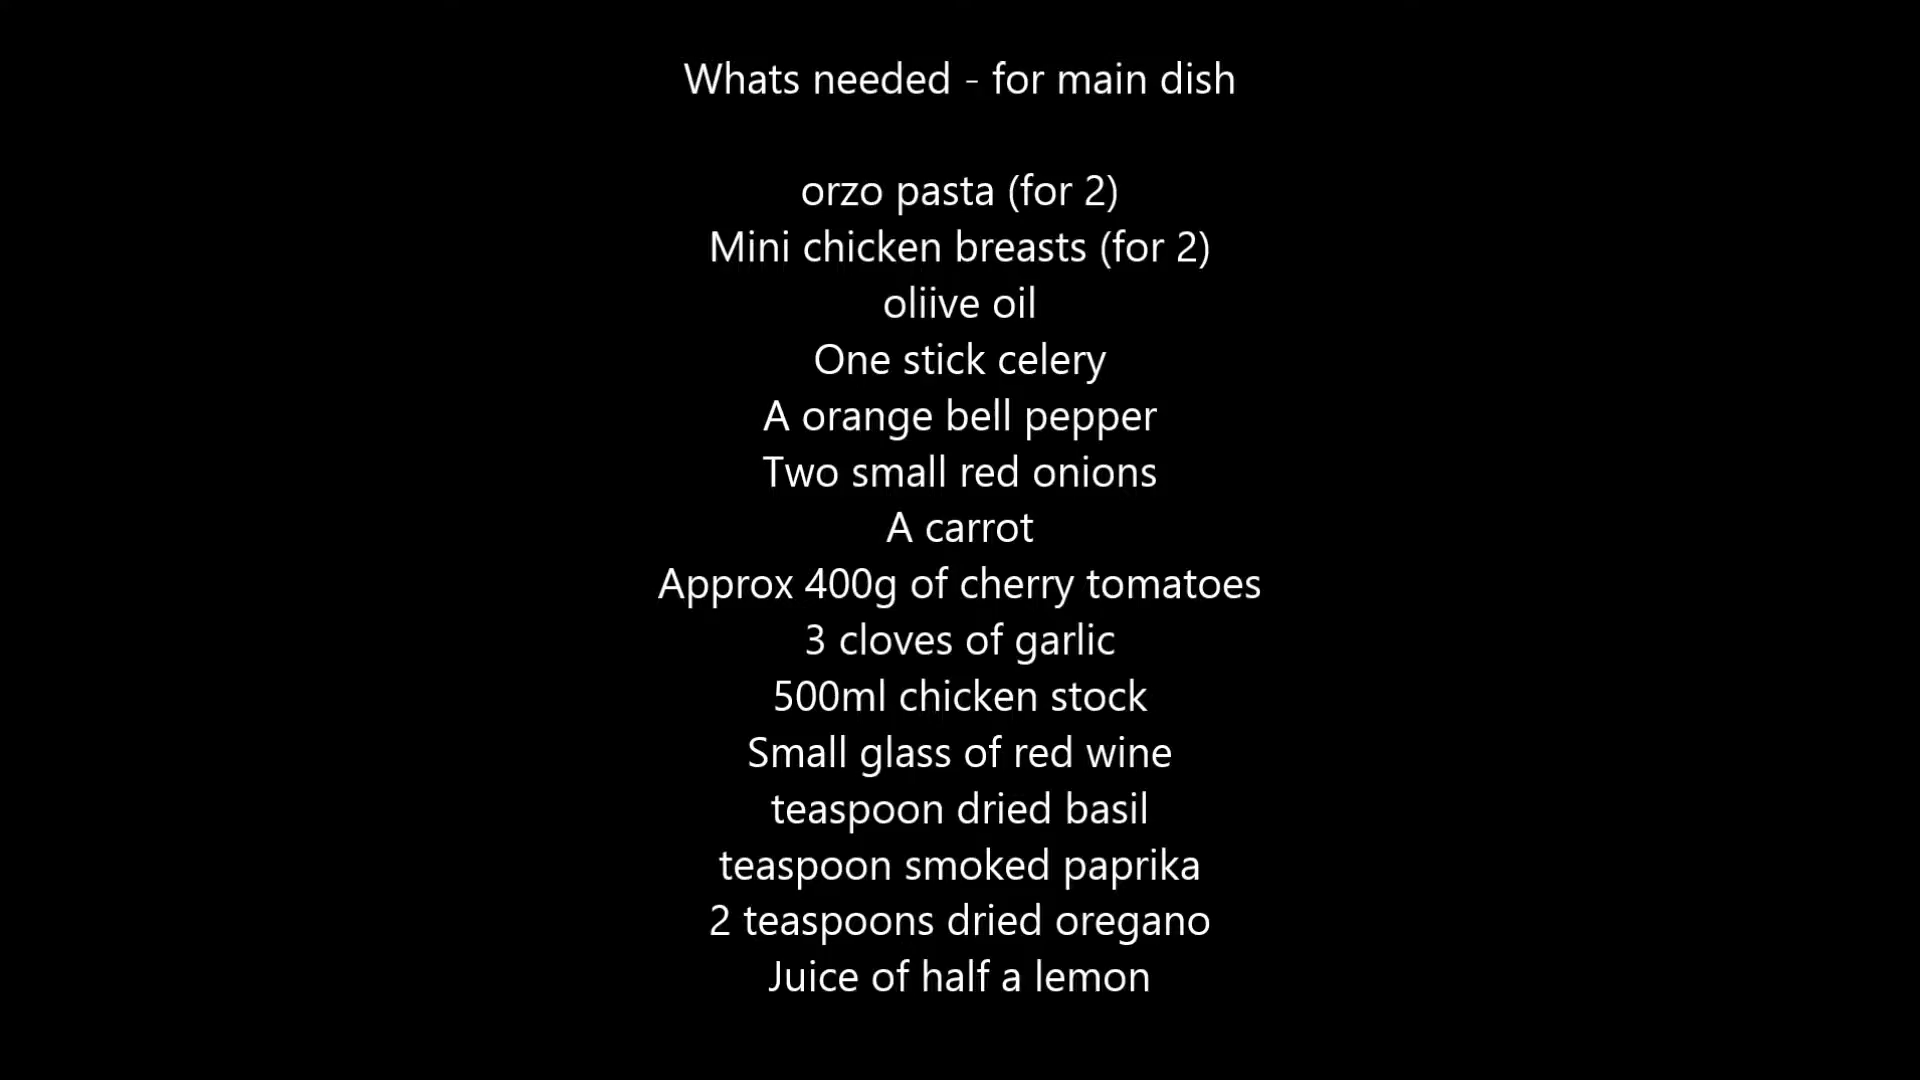 Whats needed - for main dish
orzo pasta (for 2)
Mini chicken breasts (for 2)
oliive oil
One stick celery
A orange bell pepper
Two small red onions
A carrot
Approx 400g of cherry tomatoes
3 cloves of garlic
500ml chicken stock
Small glass of red wine
teaspoon dried basil
teaspoon smoked paprika
2 teaspoons dried oregano
Juice of half a lemon